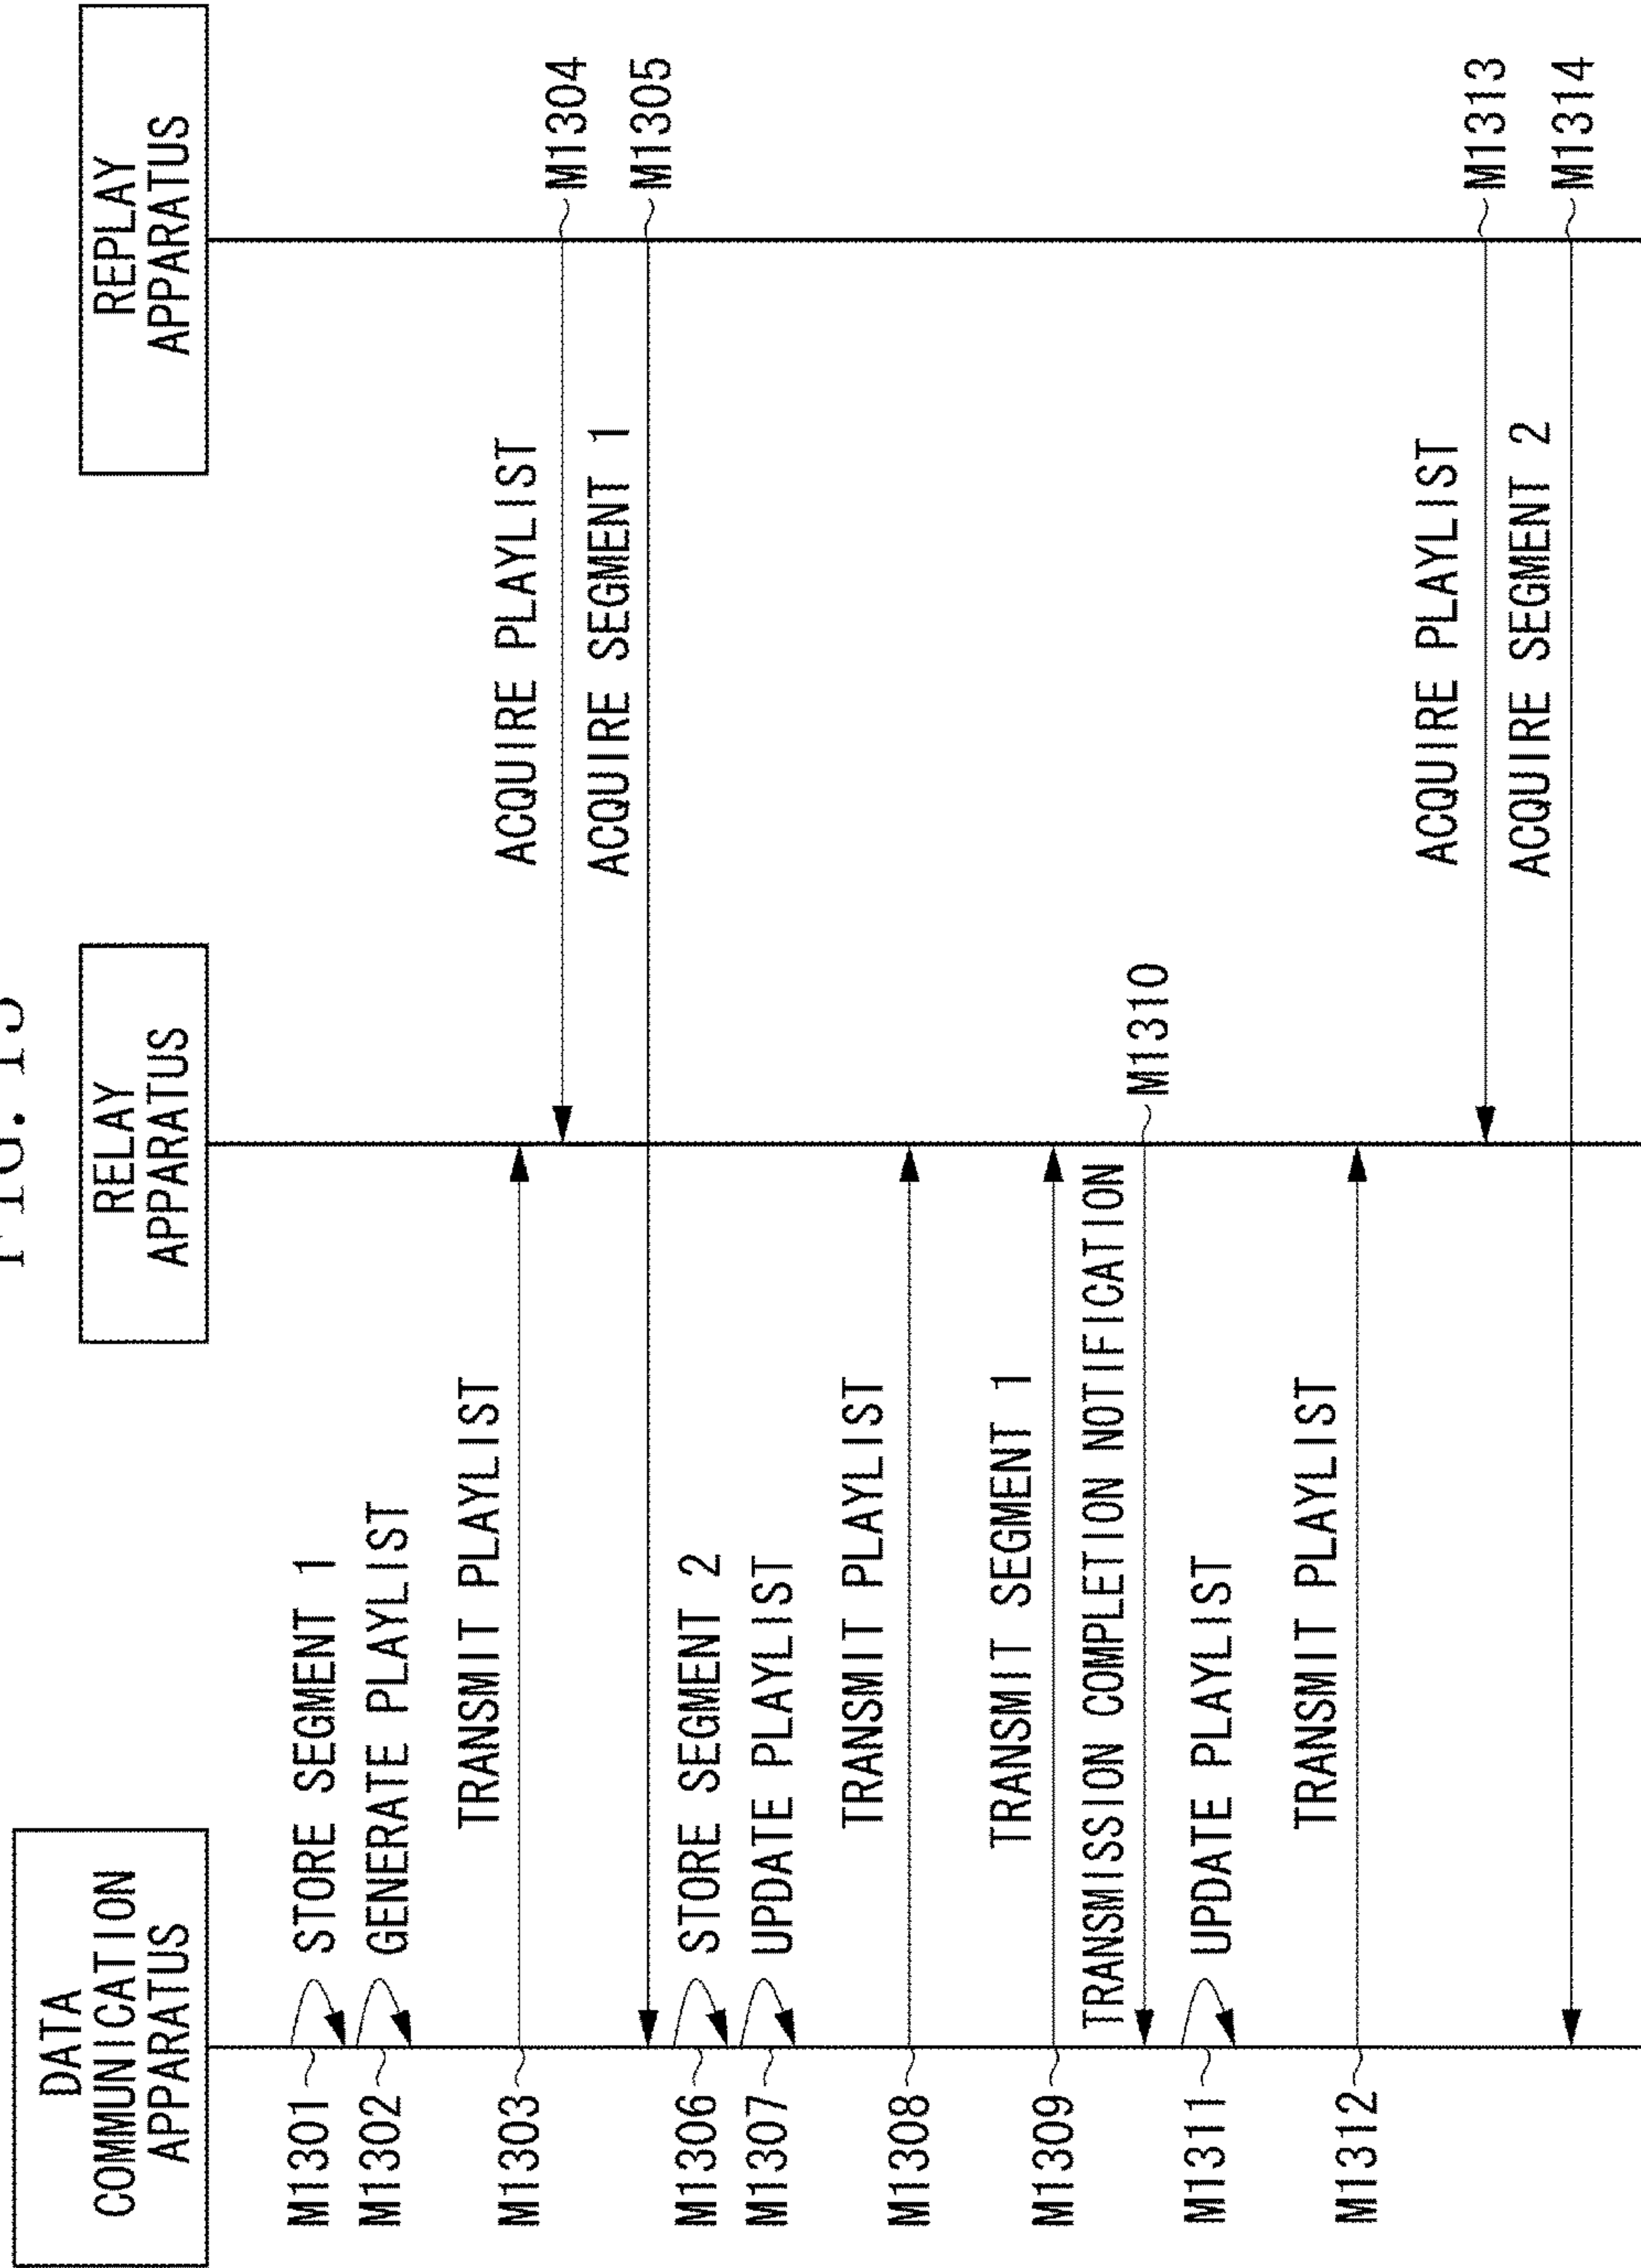 FIG. 13
DATA
COMMUNICATION
APPARATUS
RELAY
APPARATUS
REPLAY
APPARATUS
M1301
STORE SEGMENT 1
M1302
GENERATE PLAYLIST
M1303
TRANSMIT PLAYLIST
ACQUIRE PLAYLIST
M1304
ACQUIRE SEGMENT 1
M1305
M1306
STORE SEGMENT 2
M1307
UPDATE PLAYLIST
M1308
TRANSMIT PLAYLIST
M1309
TRANSMIT SEGMENT 1
TRANSMISSION COMPLETION NOTIFICATION
M1310
M1311
UPDATE PLAYLIST
M1312
TRANSMIT PLAYLIST
ACQUIRE PLAYLIST
M1313
ACQUIRE SEGMENT 2
M1314